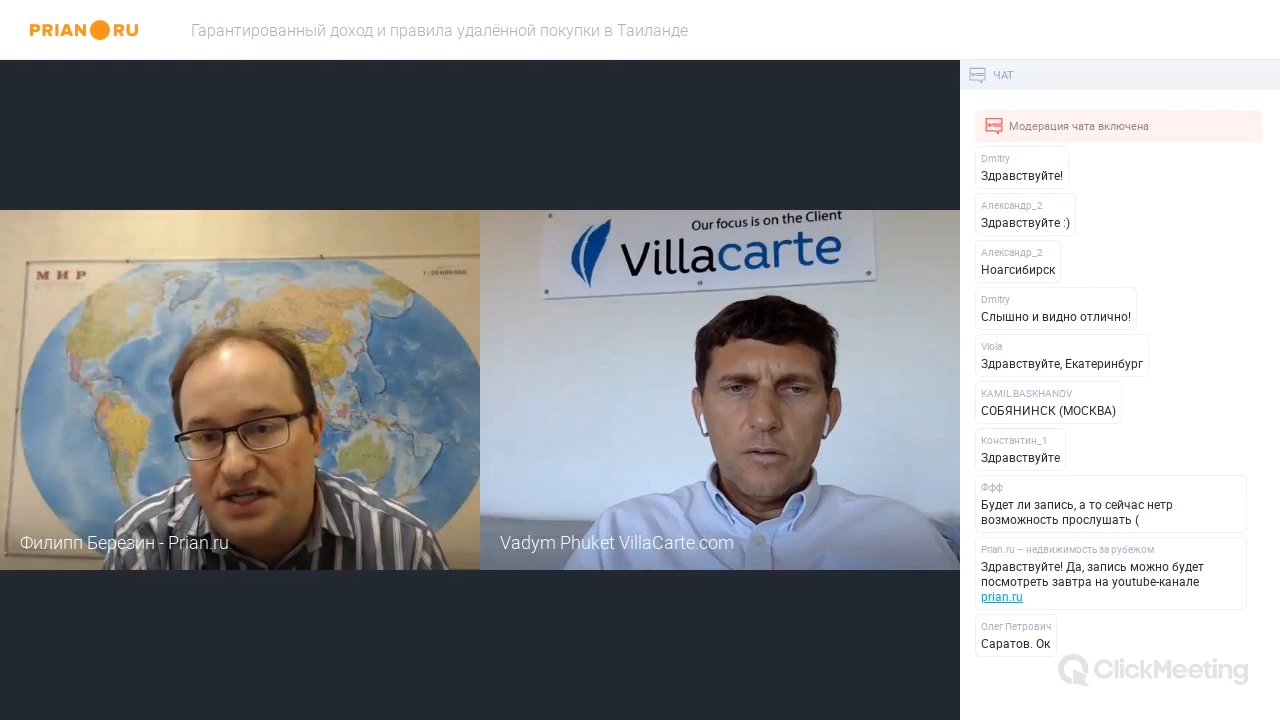 PRIAN RU
Гарантированный доход и правила удалённой покупки в Таиланде
ЧАТ
Модерация чата включена
Dmitry
Здравствуйте!
Александр_2
Здравствуйте :)
Александр_2
Ноагсибирск
Dmitry
Слышно и видно отлично!
Viola
Здравствуйте, Екатеринбург
KAMIL BASKHANOV
СОБЯНИНСК (МОСКВА)
Константин_1
Здравствуйте
Ффф
Будет ли запись, а то сейчас нетр
возможность прослушать (
Prian.ru – недвижимость за рубежом
Здравствуйте! Да, запись можно будет
посмотреть завтра на youtube-канале
prian.ru
Олег Петрович
Саратов. Ок
ClickMeeting
МИР
1:20000000
Филипп Березин - Prian.ru
Our focus is on the Client
Villacarte
Vadym Phuket VillaCarte.com